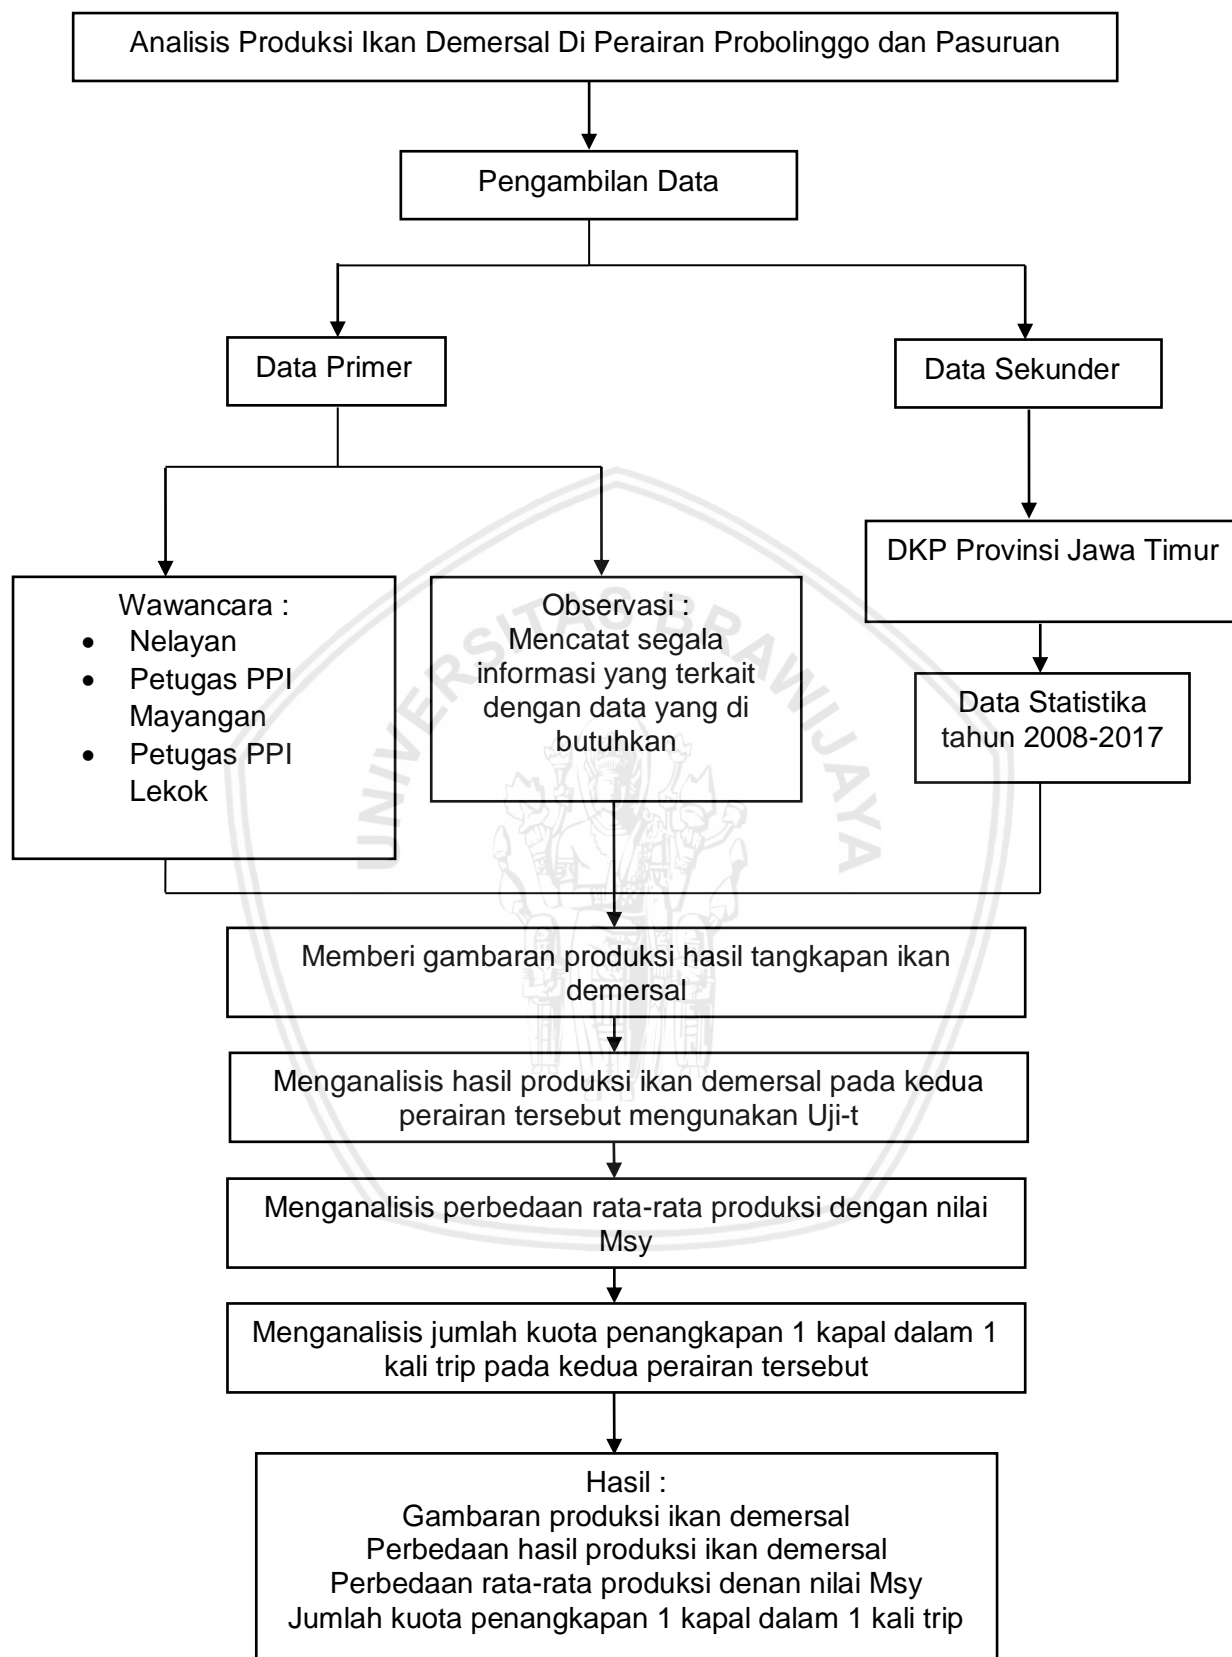 Analisis Produksi Ikan Demersal Di Perairan Probolinggo dan Pasuruan
Pengambilan Data
Data Primer
Data Sekunder
DKP Provinsi Jawa Timur
Wawancara :
• Nelayan
• Petugas PPI
Mayangan
• Petugas PPI
Lekok
Observasi :
Mencatat segala
informasi yang terkait
dengan data yang di
butuhkan
Data Statistika
tahun 2008-2017
UNIVERSITAS BRAWIJAYA
Memberi gambaran produksi hasil tangkapan ikan
demersal
Menganalisis hasil produksi ikan demersal pada kedua
perairan tersebut mengunakan Uji-t
Menganalisis perbedaan rata-rata produksi dengan nilai
Msy
Menganalisis jumlah kuota penangkapan 1 kapal dalam 1
kali trip pada kedua perairan tersebut
Hasil :
Gambaran produksi ikan demersal
Perbedaan hasil produksi ikan demersal
Perbedaan rata-rata produksi denan nilai Msy
Jumlah kuota penangkapan 1 kapal dalam 1 kali trip